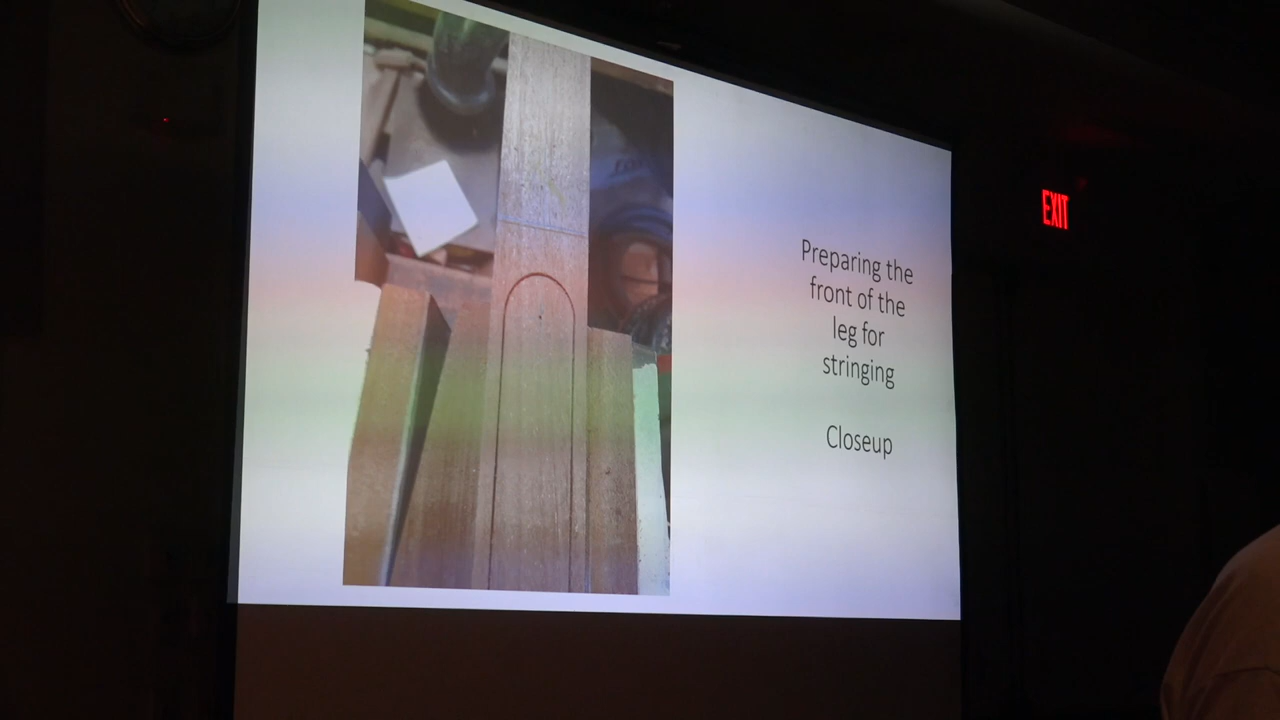 Preparing the
front of the
leg for
stringing
Closeup
EXIT